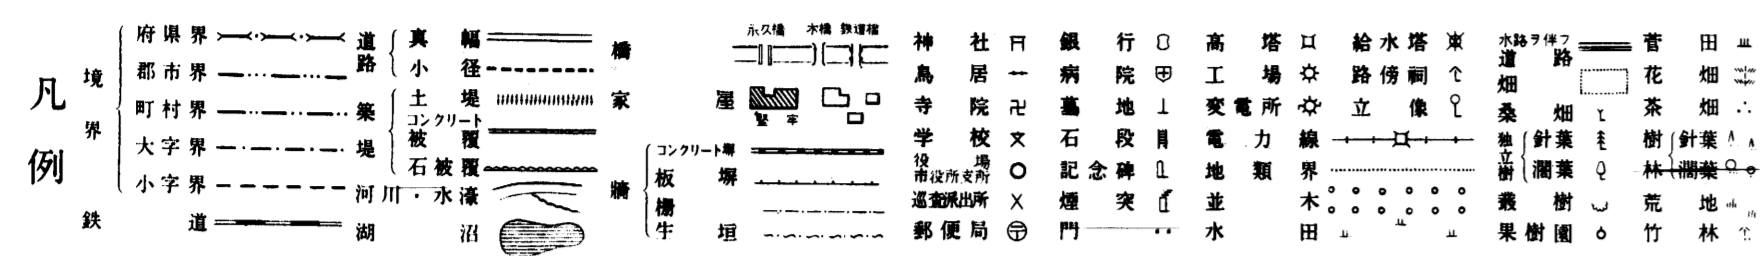 凡例
境界
府県界
郡市界
町村界
大字界
小字界
鉄道
道路
真幅
小径
築堤
土堤
コンクリート被覆
石被覆
河川・水濠
湖沼
橋
永久橋 木橋 鉄道橋
家屋
堅牢
牆
コンクリート塀
板塀
柵
生垣
神社
鳥居
寺院
学校
役場
市役所支所
巡査派出所
郵便局
銀行
病院
墓地
石段
記念碑
煙突
門
高塔
工場
変電所
電力線
地類界
並木
水田
給水塔
路傍祠
立像
水路ヲ伴フ道路
畑
桑畑
独立樹
針葉
濶葉
叢樹
果樹園
菅田
花畑
茶畑
樹林
針葉
濶葉
荒地
竹林